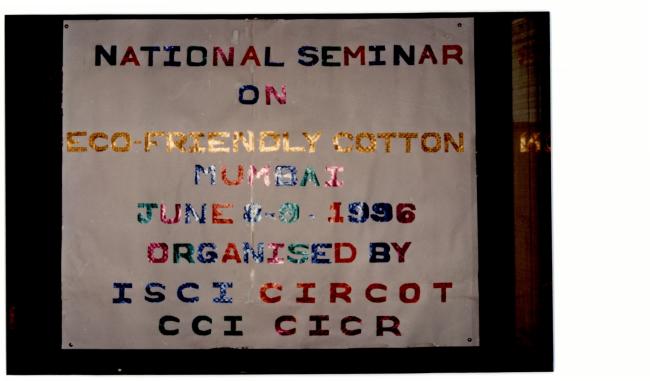 NATIONAL SEMINAR
ON
ECO-FRIENDLY COTTON
MUMBAI
JUNE 1996
ORGANISED BY
ISCI CIRCOT
CCI CICR